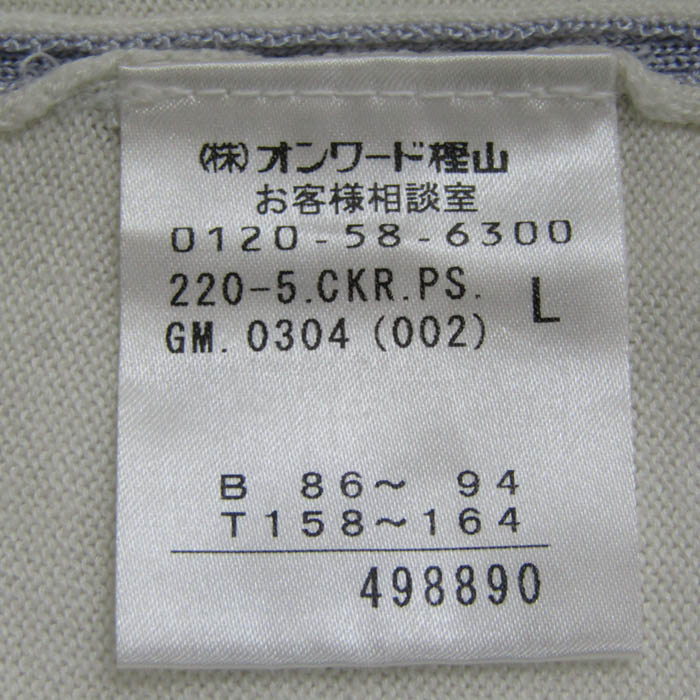 (株)オンワード樫山
お客様相談室
0120-58-6300
220-5.CKR.PS.
GM.0304(002) L
B 86～ 94
T158～164
498890